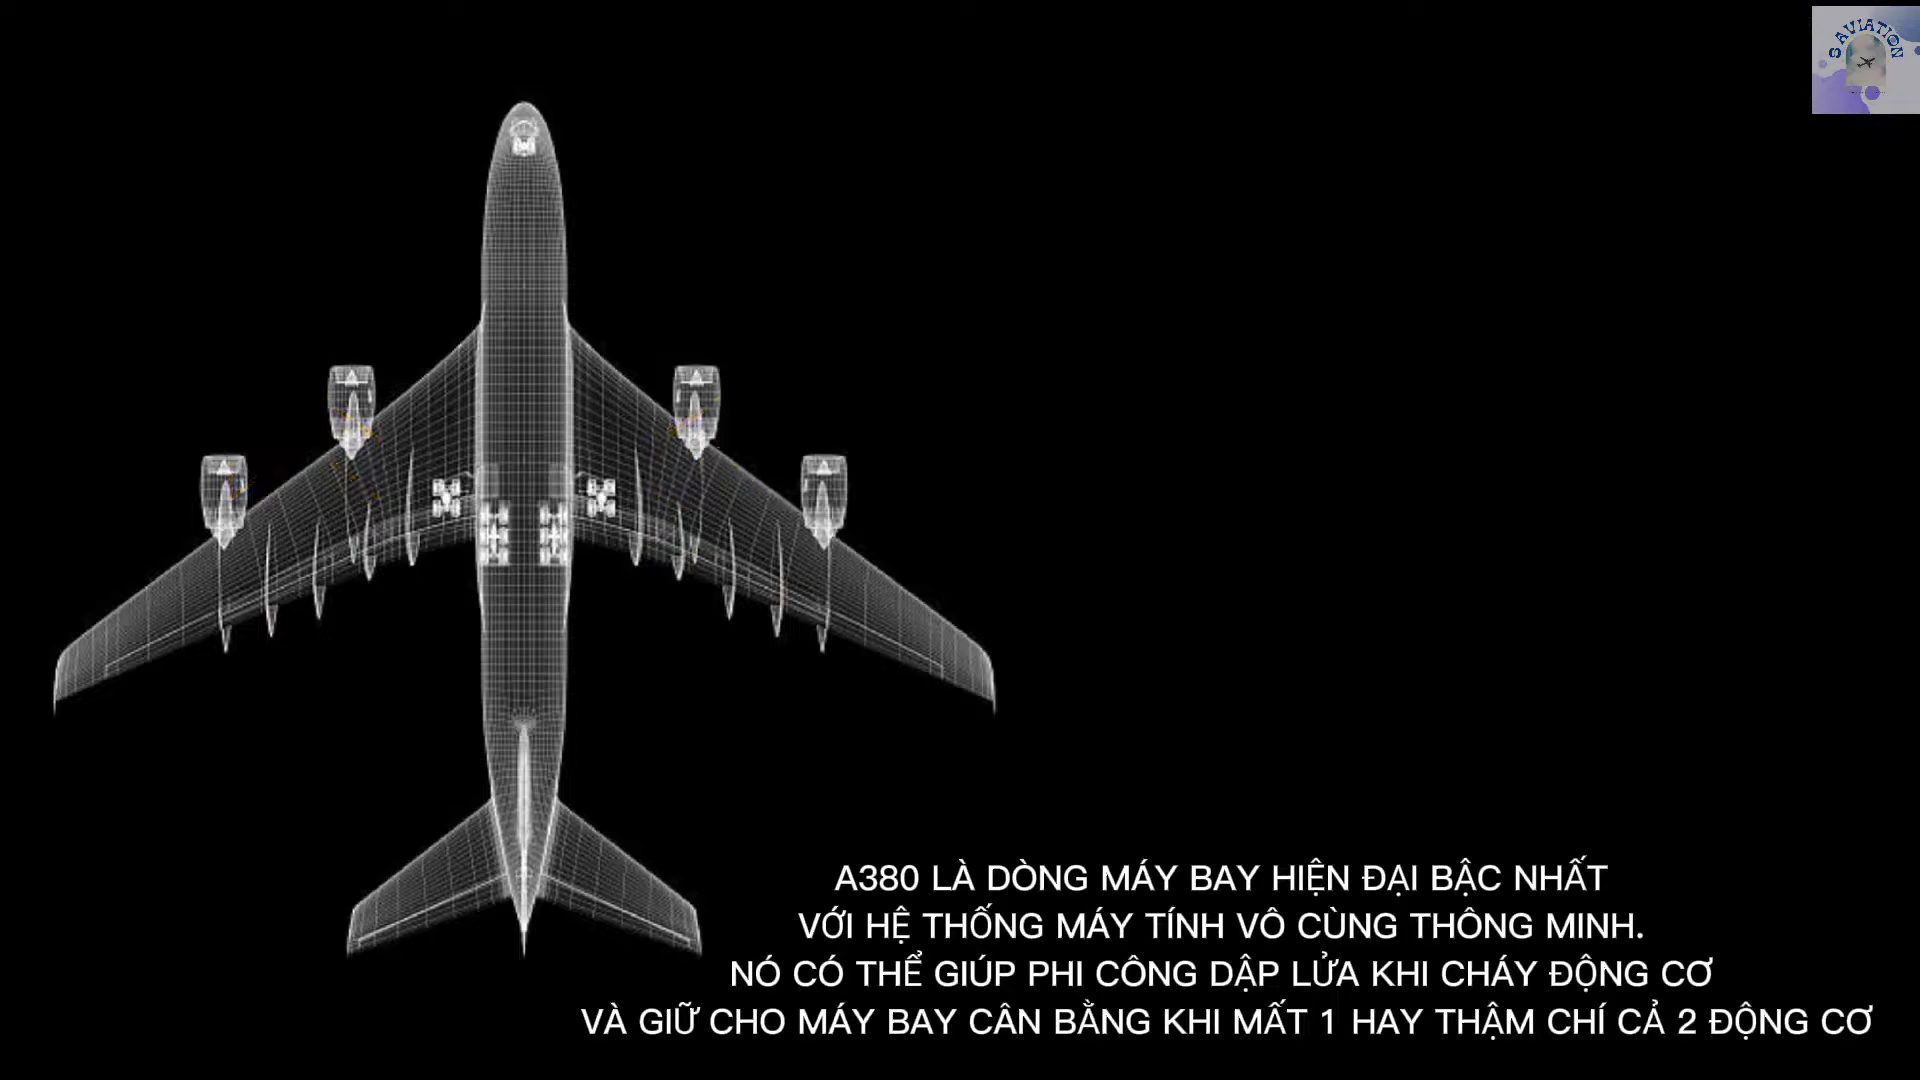 S AVIATION
A380 LÀ DÒNG MÁY BAY HIỆN ĐẠI BẬC NHẤT
VỚI HỆ THỐNG MÁY TÍNH VÔ CÙNG THÔNG MINH.
NÓ CÓ THỂ GIÚP PHI CÔNG DẬP LỬA KHI CHÁY ĐỘNG CƠ
VÀ GIỮ CHO MÁY BAY CÂN BẰNG KHI MẤT 1 HAY THẬM CHÍ CẢ 2 ĐỘNG CƠ